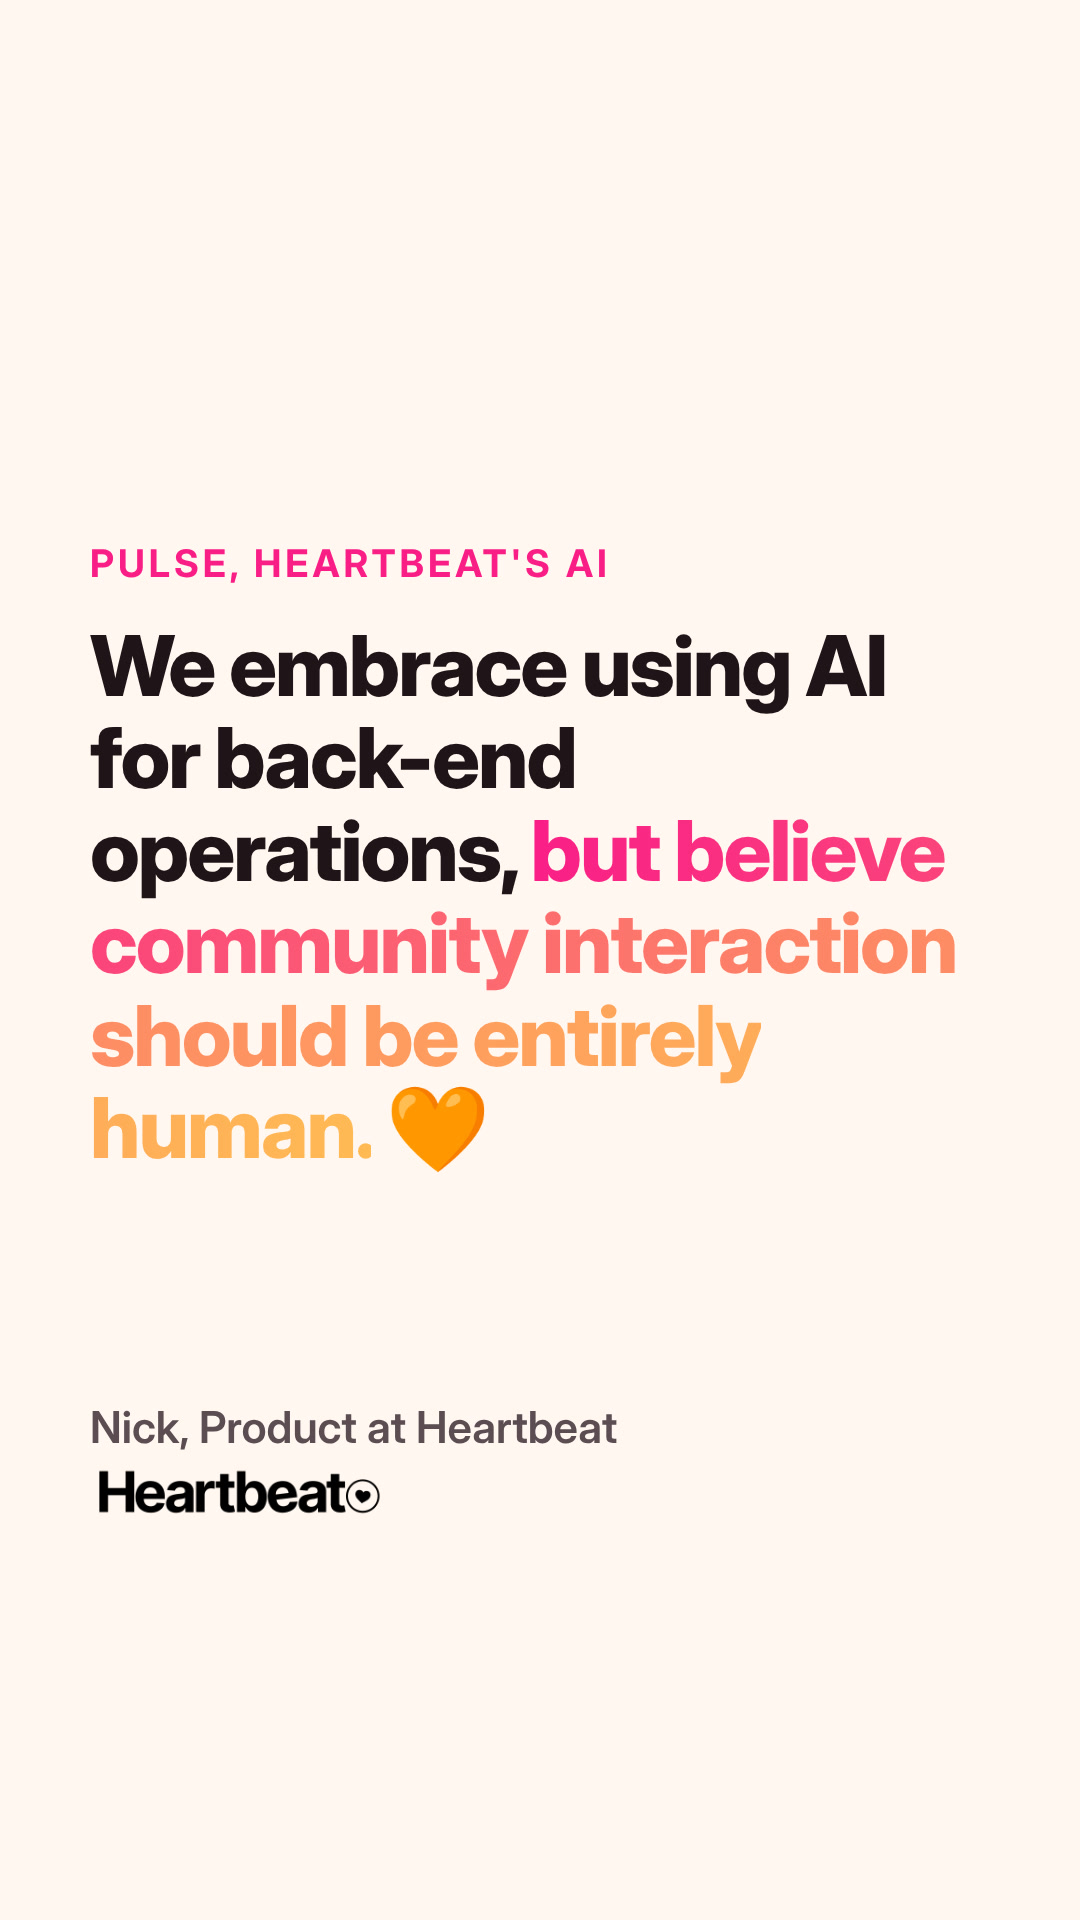 PULSE, HEARTBEAT'S AI
We embrace using AI
for back-end
operations, but believe
community interaction
should be entirely
human. 🧡
Nick, Product at Heartbeat
Heartbeat